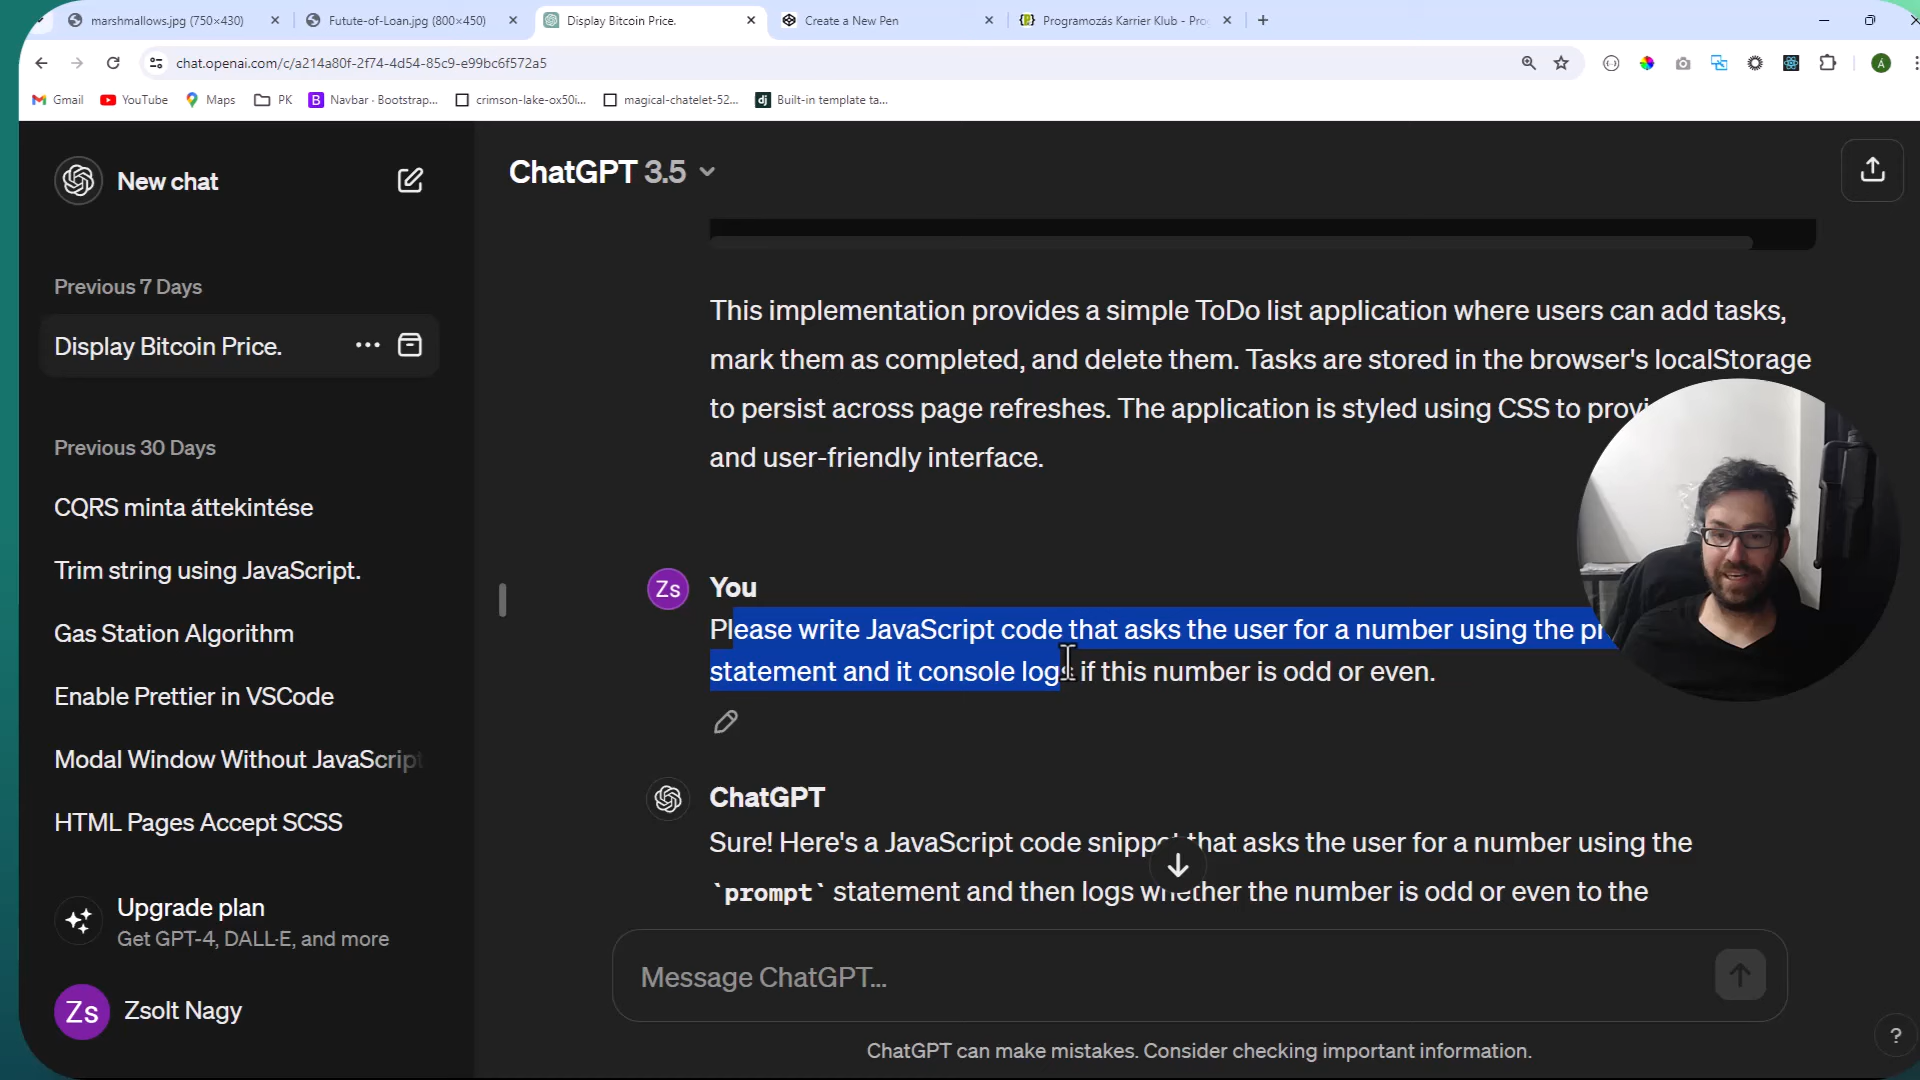 marshmallows.jpg (750×430)
Futute-of-Loan.jpg (800×450)
Display Bitcoin Price.
Create a New Pen
Programozás Karrier Klub - Pro
chat.openai.com/c/a214a80f-2f74-4d54-85c9-e99bc6f572a5
Á
Gmail
YouTube
Maps
PK
B Navbar · Bootstrap...
crimson-lake-ox50i...
magical-chatelet-52...
dj Built-in template ta...
New chat
ChatGPT 3.5
Previous 7 Days
Display Bitcoin Price.
Previous 30 Days
CQRS minta áttekintése
Trim string using JavaScript.
Gas Station Algorithm
Enable Prettier in VSCode
Modal Window Without JavaScript
HTML Pages Accept SCSS
Upgrade plan
Get GPT-4, DALL·E, and more
Zs Zsolt Nagy
This implementation provides a simple ToDo list application where users can add tasks,
mark them as completed, and delete them. Tasks are stored in the browser's localStorage
to persist across page refreshes. The application is styled using CSS to provi
and user-friendly interface.
Zs You
Please write JavaScript code that asks the user for a number using the pr
statement and it console logs if this number is odd or even.
ChatGPT
Sure! Here's a JavaScript code snippet that asks the user for a number using the
`prompt` statement and then logs whether the number is odd or even to the
Message ChatGPT...
ChatGPT can make mistakes. Consider checking important information.
?